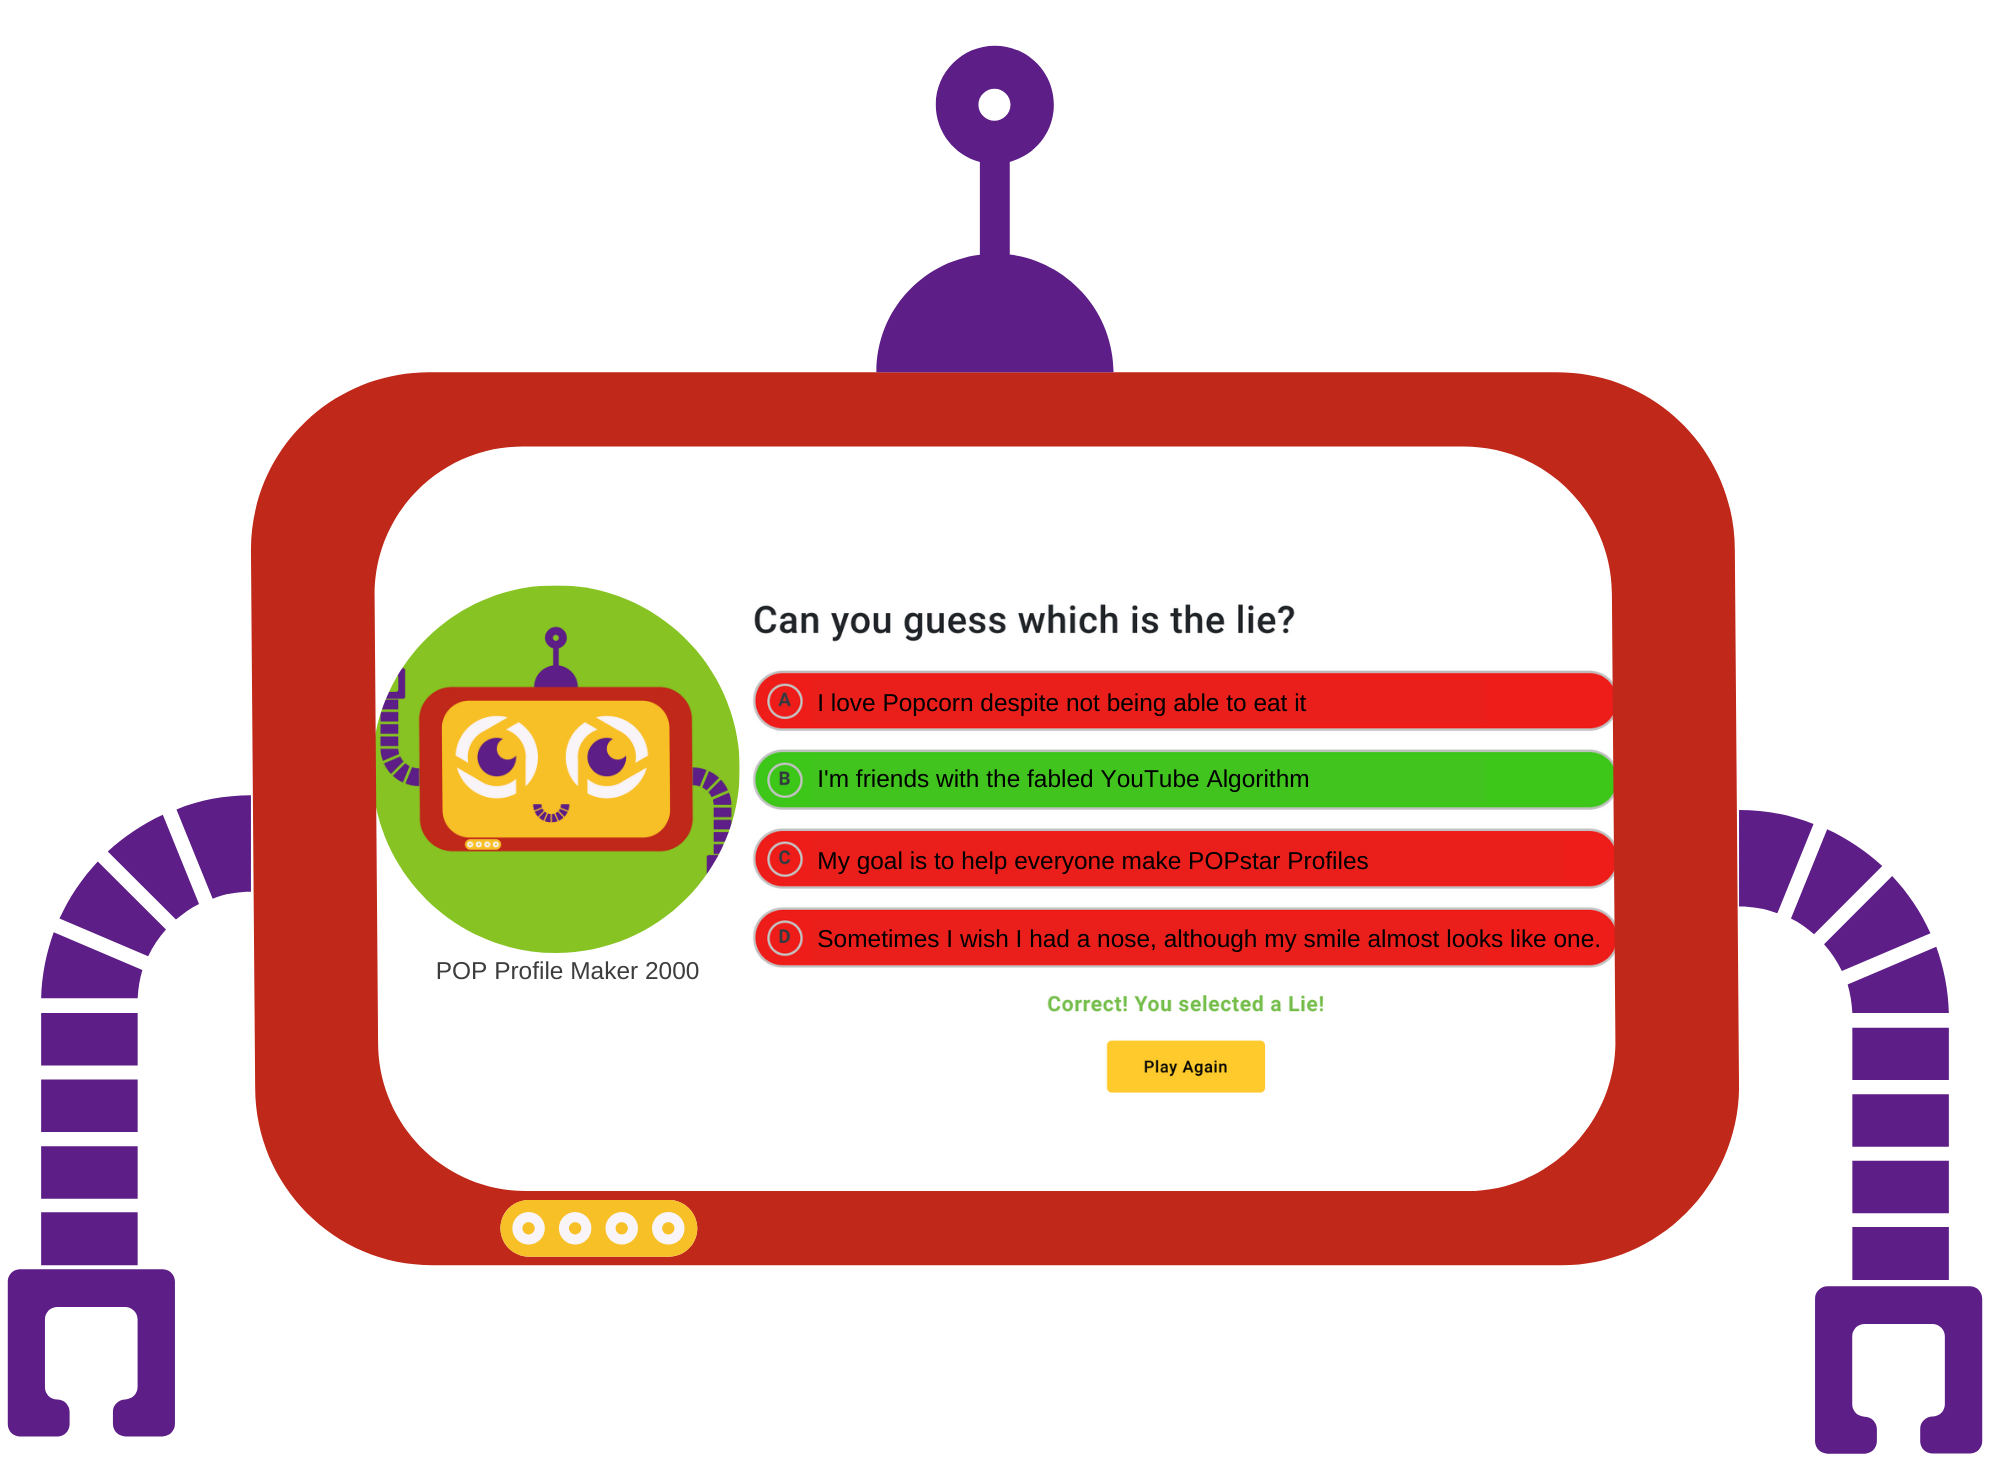 Can you guess which is the lie?
A I love Popcorn despite not being able to eat it
B I'm friends with the fabled YouTube Algorithm
C My goal is to help everyone make POPstar Profiles
D Sometimes I wish I had a nose, although my smile almost looks like one.
POP Profile Maker 2000
Correct! You selected a Lie!
Play Again